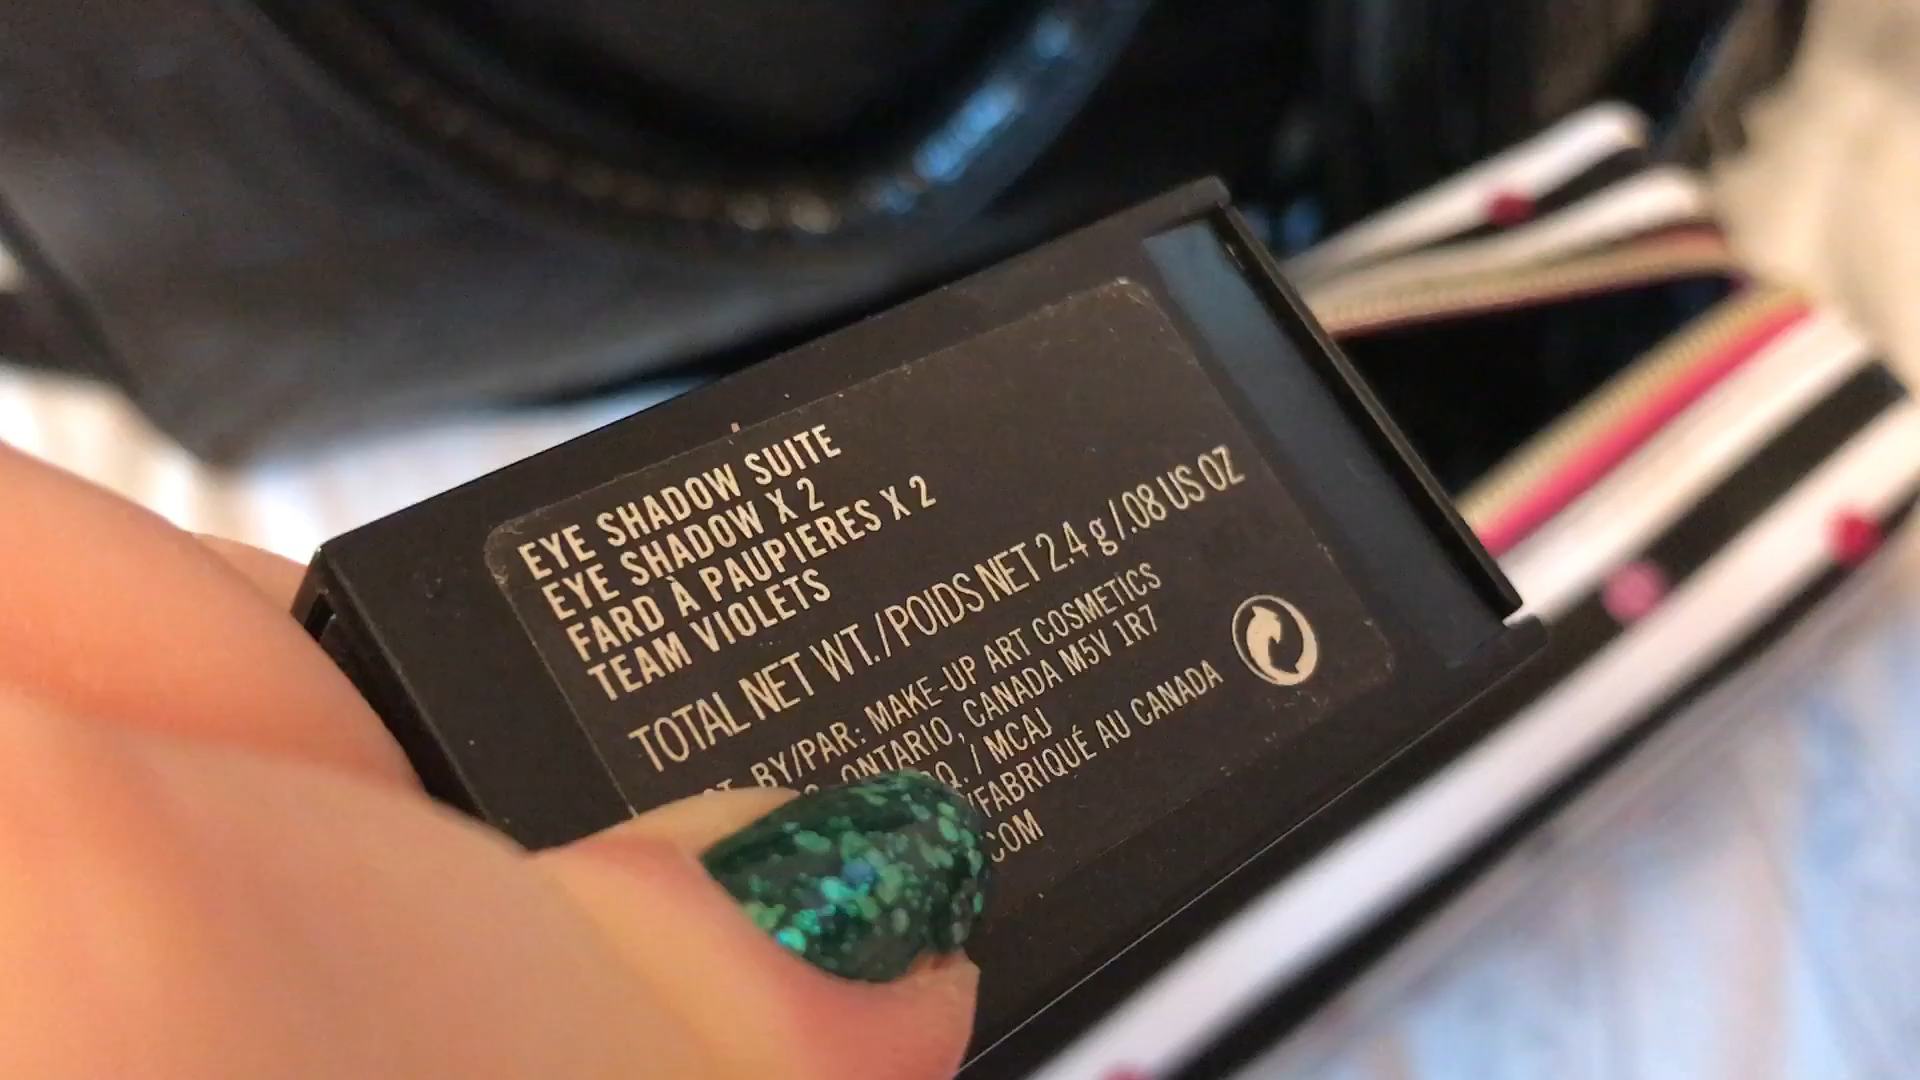 EYE SHADOW SUITE
EYE SHADOW X 2
FARD À PAUPIERES X 2
TEAM VIOLETS
TOTAL NET WT./POIDS NET 2.4 g/.08 US OZ
BY/PAR: MAKE-UP ART COSMETICS
ONTARIO, CANADA M5V 1R7
/ MCAJ
/FABRIQUÉ AU CANADA
COM